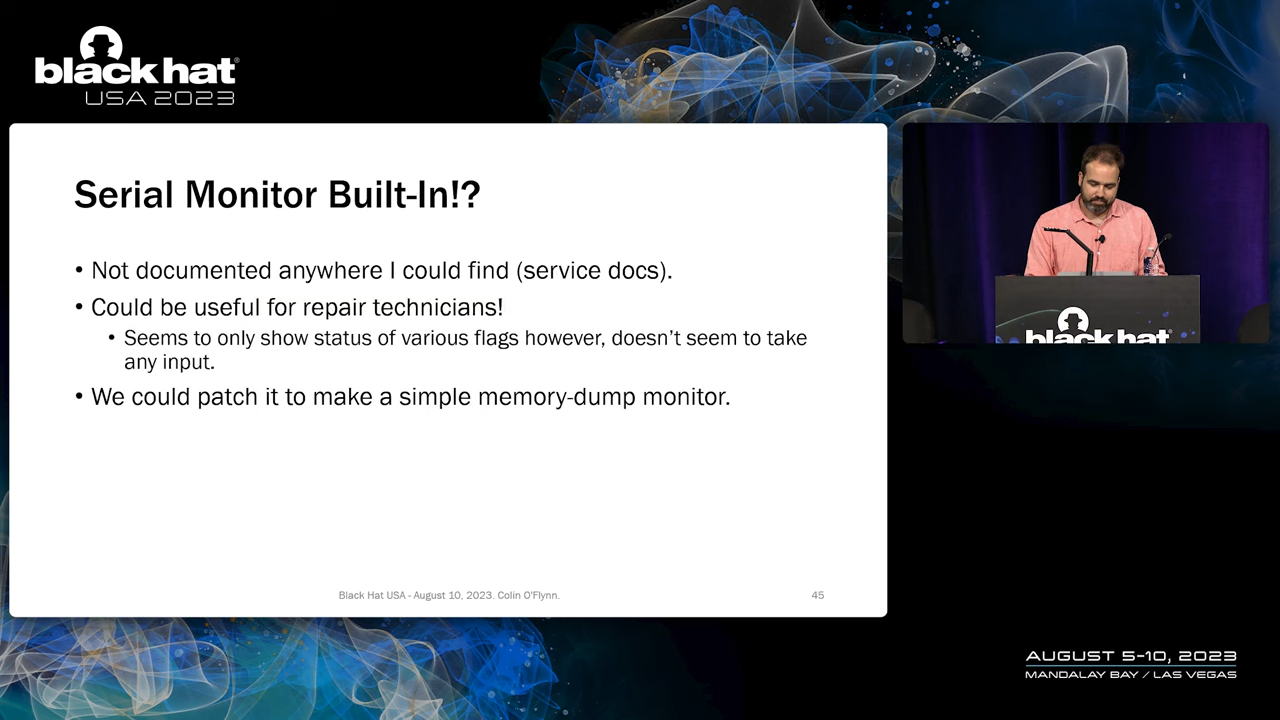 black hat®
USA 2023
Serial Monitor Built-In!?
• Not documented anywhere I could find (service docs).
• Could be useful for repair technicians!
• Seems to only show status of various flags however, doesn’t seem to take
any input.
• We could patch it to make a simple memory-dump monitor.
Black Hat USA - August 10, 2023. Colin O'Flynn.
45
black hat
AUGUST 5-10, 2023
MANDALAY BAY / LAS VEGAS